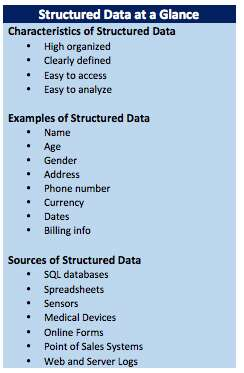 Structured Data at a Glance
Characteristics of Structured Data
• High organized
• Clearly defined
• Easy to access
• Easy to analyze
Examples of Structured Data
• Name
• Age
• Gender
• Address
• Phone number
• Currency
• Dates
• Billing info
Sources of Structured Data
• SQL databases
• Spreadsheets
• Sensors
• Medical Devices
• Online Forms
• Point of Sales Systems
• Web and Server Logs